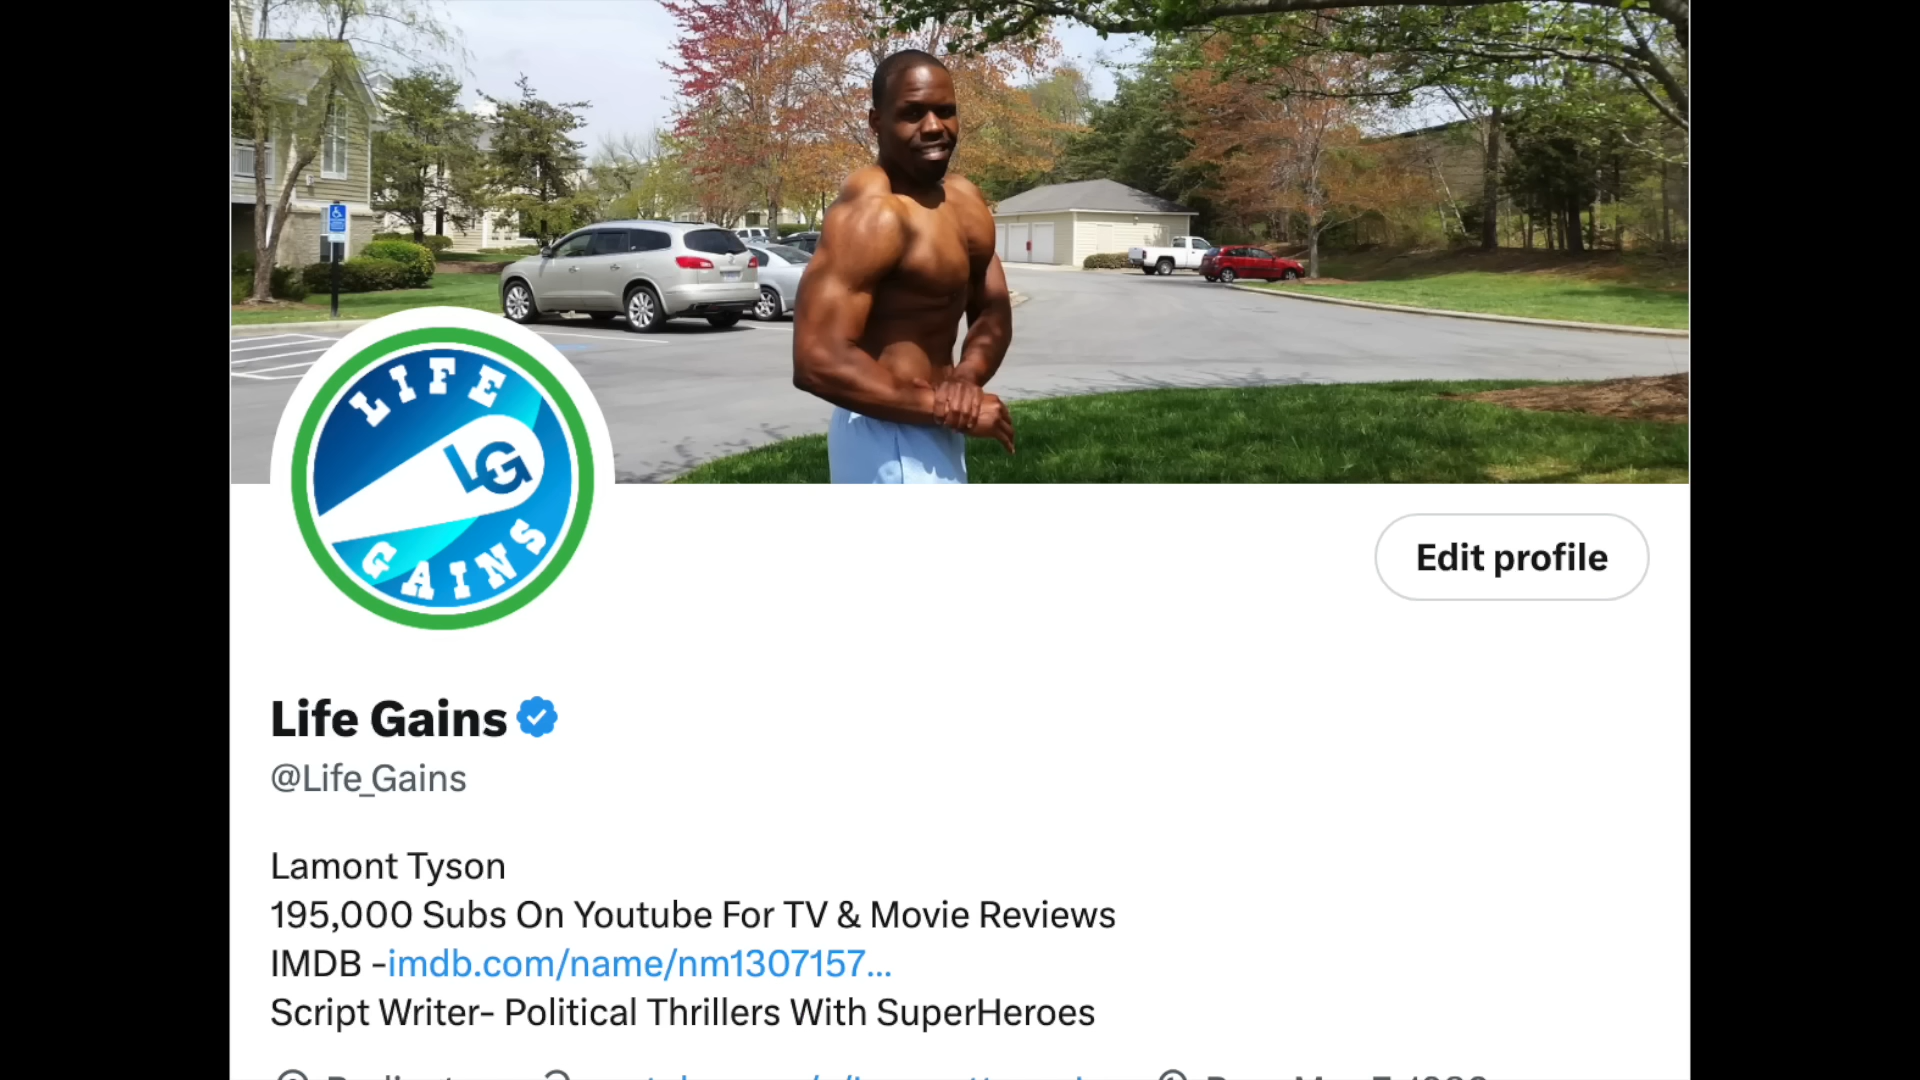 LIFE
LG
GAINS
Edit profile
Life Gains
@Life_Gains
Lamont Tyson
195,000 Subs On Youtube For TV & Movie Reviews
IMDB -imdb.com/name/nm1307157...
Script Writer- Political Thrillers With SuperHeroes